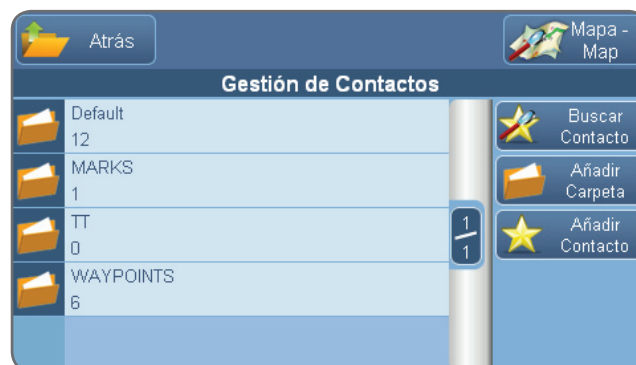 Atrás
Mapa -
Map
Gestión de Contactos
Default
12
MARKS
1
TT
0
WAYPOINTS
6
1
1
Buscar
Contacto
Añadir
Carpeta
Añadir
Contacto